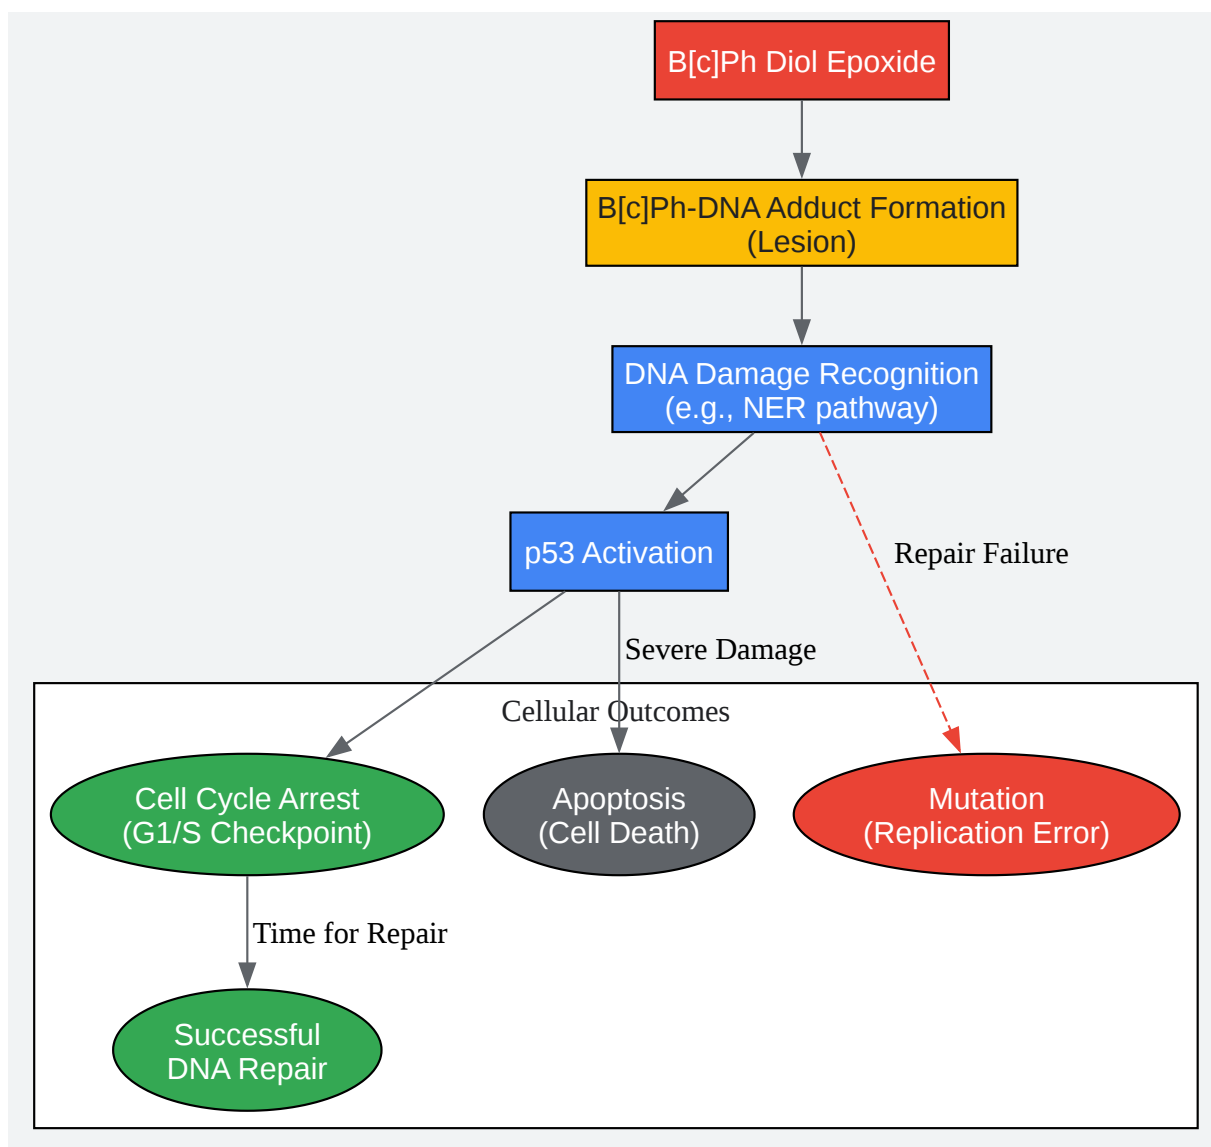 B[c]Ph Diol Epoxide
B[c]Ph-DNA Adduct Formation
(Lesion)
DNA Damage Recognition
(e.g., NER pathway)
p53 Activation
Repair Failure
Severe Damage
Cellular Outcomes
Cell Cycle Arrest
(G1/S Checkpoint)
Apoptosis
(Cell Death)
Mutation
(Replication Error)
Time for Repair
Successful
DNA Repair